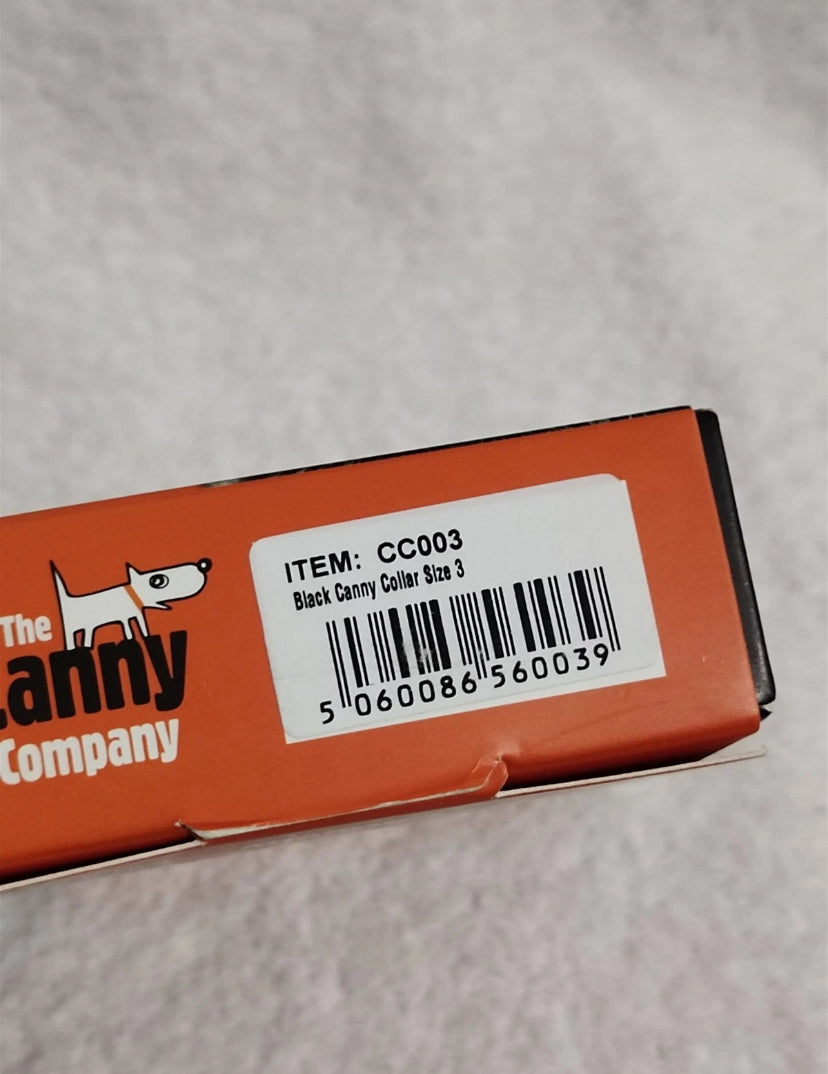 The
Canny
Company
ITEM: CC003
Black Canny Collar Size 3
5 060086 560039